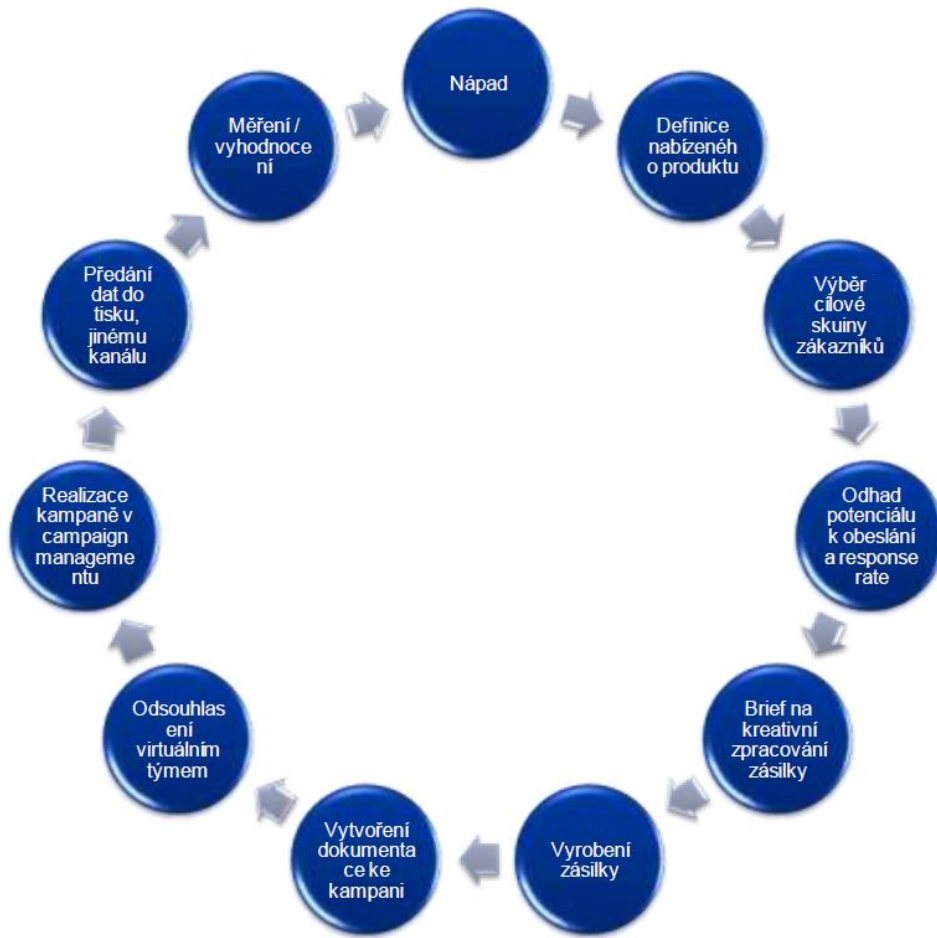 Nápad
Definice
nabízenéh
o produktu
Výběr
cílové
skuiny
zákazníků
Odhad
potenciálu
k obeslání
a response
rate
Brief na
kreativní
zpracování
zásilky
Vyrobení
zásilky
Vytvoření
dokumenta
ce ke
kampani
Odsouhlas
ení
virtuálním
týmem
Realizace
kampaně v
campaign
manageme
ntu
Předání
dat do
tisku,
jinému
kanálu
Měření /
vyhodnoce
ní